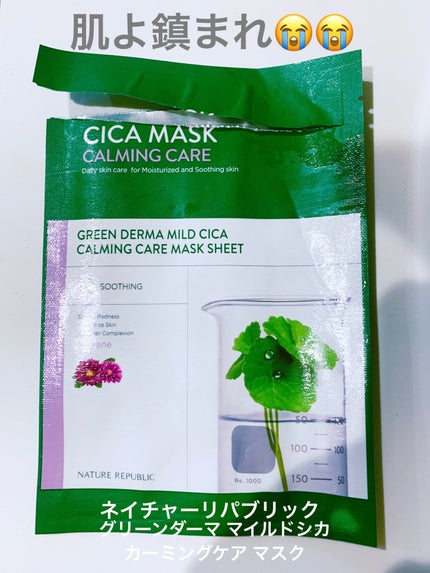 肌よ鎮まれ😭😭
CICA MASK
CALMING CARE
Daily skin care for Moisturized and Soothing skin
GREEN DERMA MILD CICA
CALMING CARE MASK SHEET
SOOTHING
Redness
Skin
Complexion
50
100
100
150
50
No. 1000
NATURE REPUBLIC
ネイチャーリパブリック
グリーンダーマ マイルドシカ
カーミングケア マスク